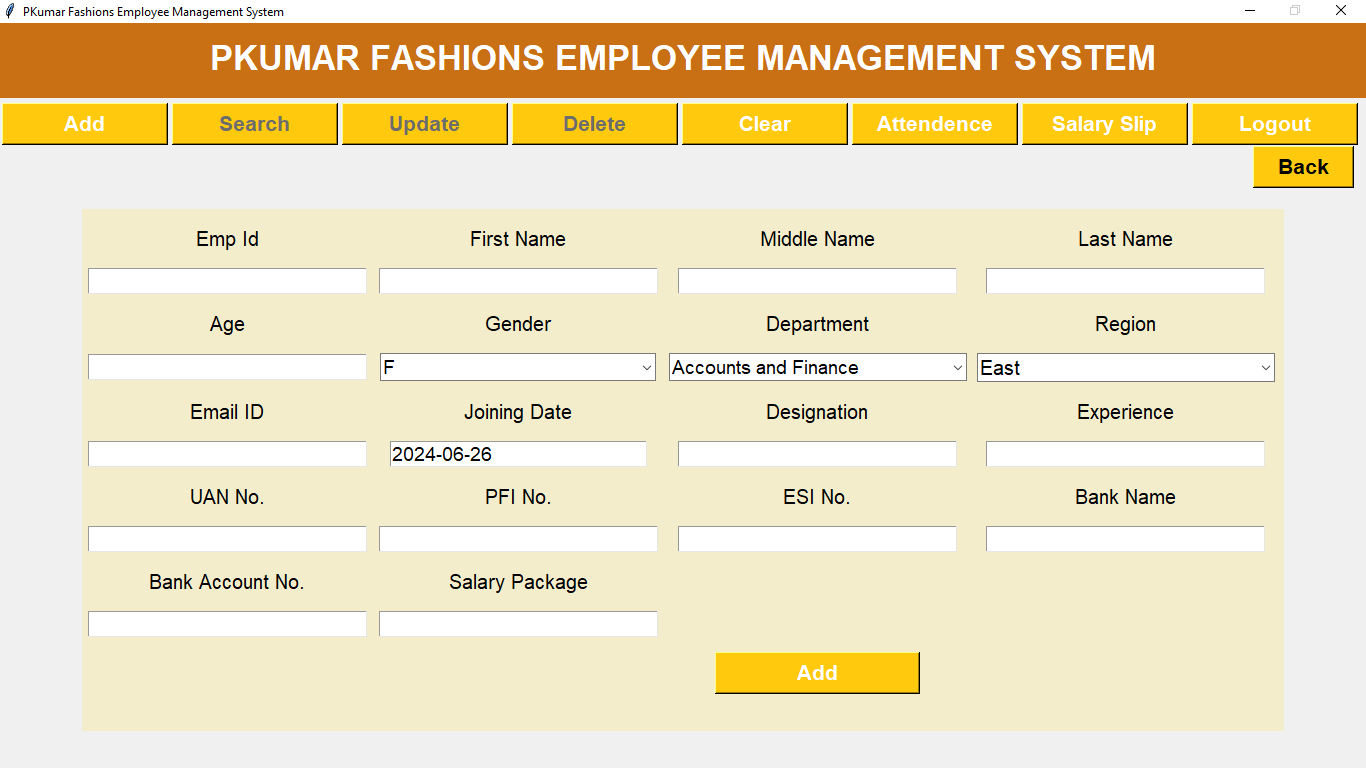 PKumar Fashions Employee Management System
PKUMAR FASHIONS EMPLOYEE MANAGEMENT SYSTEM
Add Search Update Delete Clear Attendence Salary Slip Logout
Back
Emp Id First Name Middle Name Last Name
Age Gender Department Region
F Accounts and Finance East
Email ID Joining Date Designation Experience
2024-06-26
UAN No. PFI No. ESI No. Bank Name
Bank Account No. Salary Package
Add